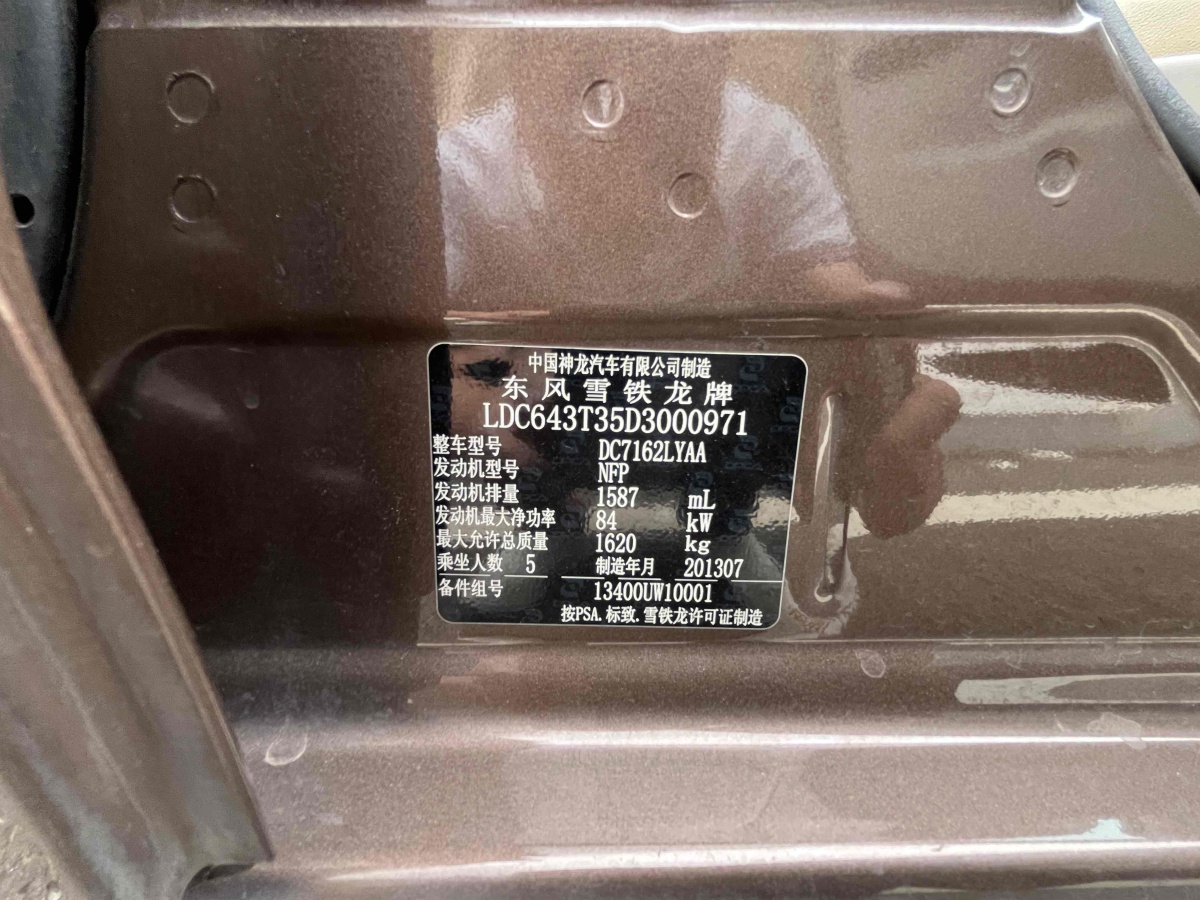 中国神龙汽车有限公司制造
东风雪铁龙牌
LDC643T35D3000971
整车型号 DC7162LYAA
发动机型号 NFP
发动机排量 1587 mL
发动机最大净功率 84 kW
最大允许总质量 1620 kg
乘坐人数 5 制造年月 201307
备件组号 13400UW10001
按PSA.标致.雪铁龙许可证制造